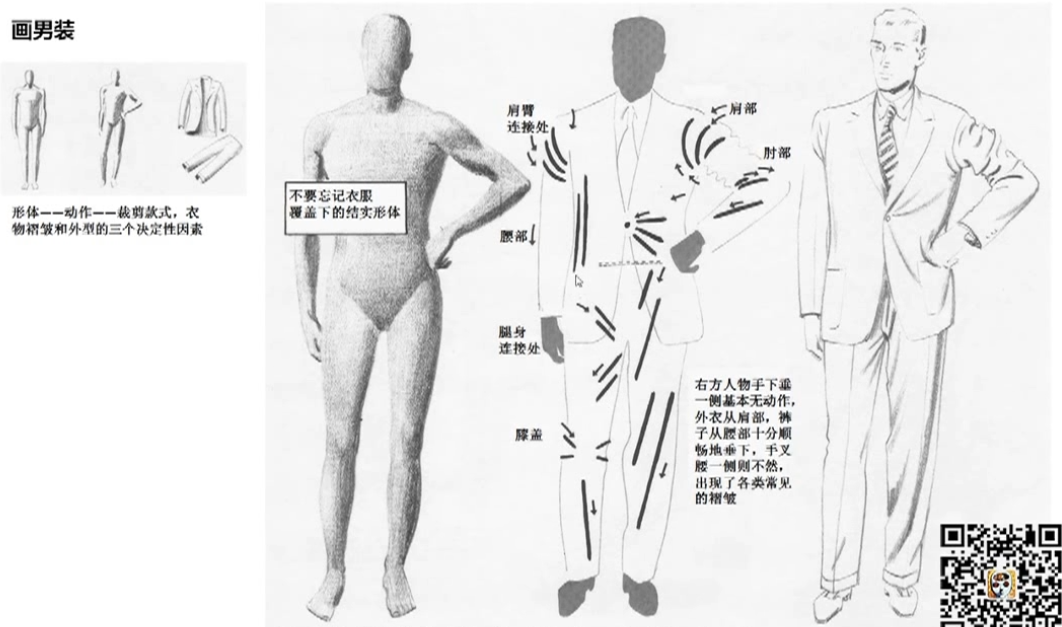 画男装
形体——动作——裁剪款式，衣
物褶皱和外型的三个决定性因素
不要忘记衣服
覆盖下的结实形体
肩臂
连接处
肩部
肘部
腰部
腿身
连接处
膝盖
右方人物手下垂
一侧基本无动作，
外衣从肩部，裤
子从腰部十分顺
畅地垂下，手叉
腰一侧则不然，
出现了各类常见
的褶皱